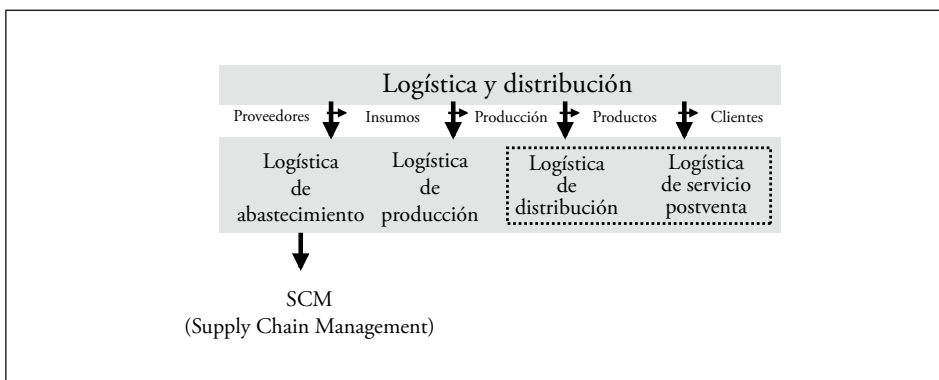 Logística y distribución
Proveedores Insumos Producción Productos Clientes
Logística
de
abastecimiento
Logística
de
producción
Logística
de
distribución
Logística
de servicio
postventa
SCM
(Supply Chain Management)